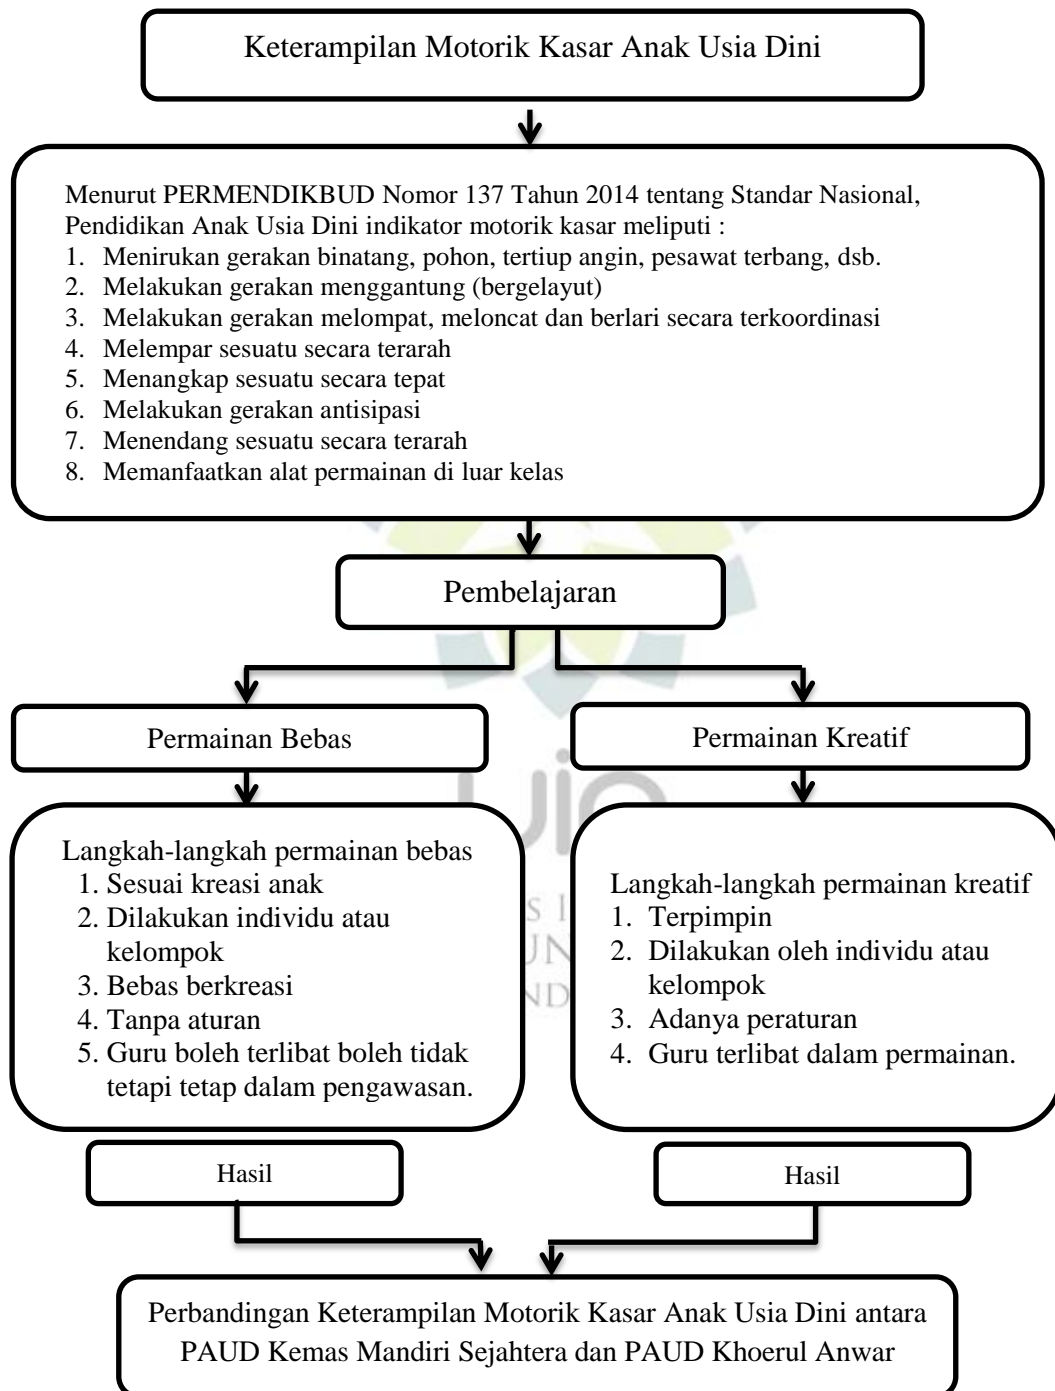 Keterampilan Motorik Kasar Anak Usia Dini
Menurut PERMENDIKBUD Nomor 137 Tahun 2014 tentang Standar Nasional,
Pendidikan Anak Usia Dini indikator motorik kasar meliputi :
1. Menirukan gerakan binatang, pohon, tertiup angin, pesawat terbang, dsb.
2. Melakukan gerakan menggantung (bergelayut)
3. Melakukan gerakan melompat, meloncat dan berlari secara terkoordinasi
4. Melempar sesuatu secara terarah
5. Menangkap sesuatu secara tepat
6. Melakukan gerakan antisipasi
7. Menendang sesuatu secara terarah
8. Memanfaatkan alat permainan di luar kelas
Pembelajaran
Permainan Bebas
Permainan Kreatif
Langkah-langkah permainan bebas
1. Sesuai kreasi anak
2. Dilakukan individu atau
kelompok
3. Bebas berkreasi
4. Tanpa aturan
5. Guru boleh terlibat boleh tidak
tetapi tetap dalam pengawasan.
Langkah-langkah permainan kreatif
1. Terpimpin
2. Dilakukan oleh individu atau
kelompok
3. Adanya peraturan
4. Guru terlibat dalam permainan.
Hasil
Hasil
Perbandingan Keterampilan Motorik Kasar Anak Usia Dini antara
PAUD Kemas Mandiri Sejahtera dan PAUD Khoerul Anwar